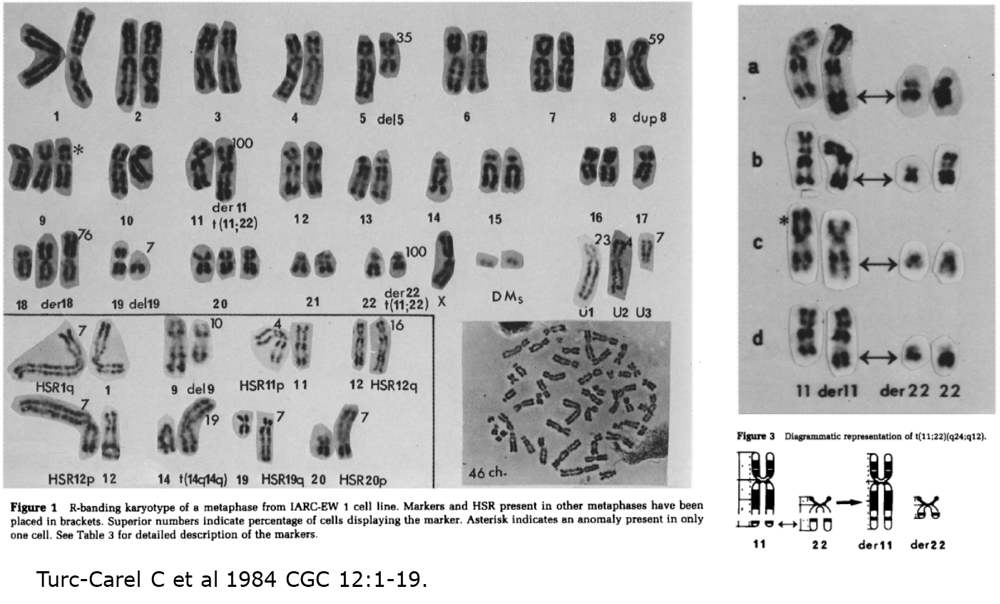 35
59
1 2 3 4 5 del5 6 7 8 dup8
* 100
9 10 11 der 11 t(11;22) 12 13 14 15 16 17
76 7 100 23 4 7
18 der18 19 del19 20 21 22 der22 t(11;22) X DMs U1 U2 U3
7 10 4 16
HSR1q 1 9 del9 HSR11p 11 12 HSR12q
7 19 7 7
HSR12p 12 14 t(14q14q) 19 HSR19q 20 HSR20p
46 ch.
Figure 1 R-banding karyotype of a metaphase from IARC-EW 1 cell line. Markers and HSR present in other metaphases have been
placed in brackets. Superior numbers indicate percentage of cells displaying the marker. Asterisk indicates an anomaly present in only
one cell. See Table 3 for detailed description of the markers.
a
b
* c
d
11 der11 der22 22
Figure 3 Diagrammatic representation of t(11;22)(q24;q12).
11 22 der11 der22
Turc-Carel C et al 1984 CGC 12:1-19.